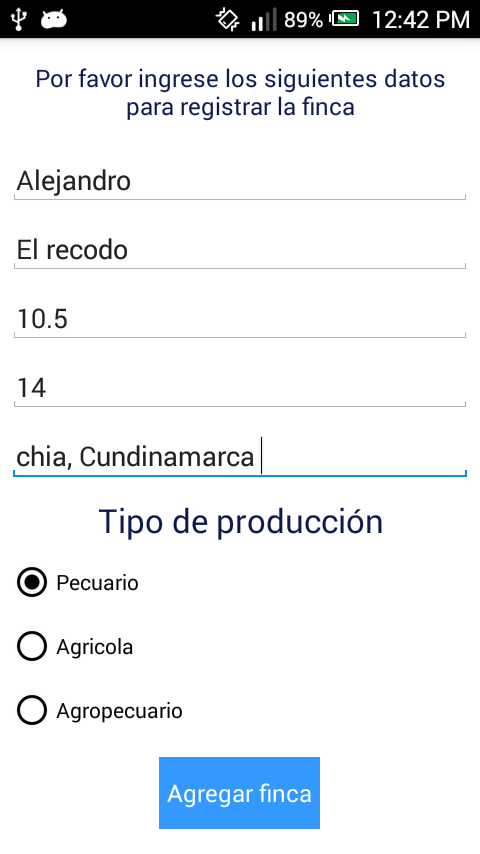 89% 12:42 PM
Por favor ingrese los siguientes datos
para registrar la finca
Alejandro
El recodo
10.5
14
chia, Cundinamarca
Tipo de producción
Pecuario
Agricola
Agropecuario
Agregar finca